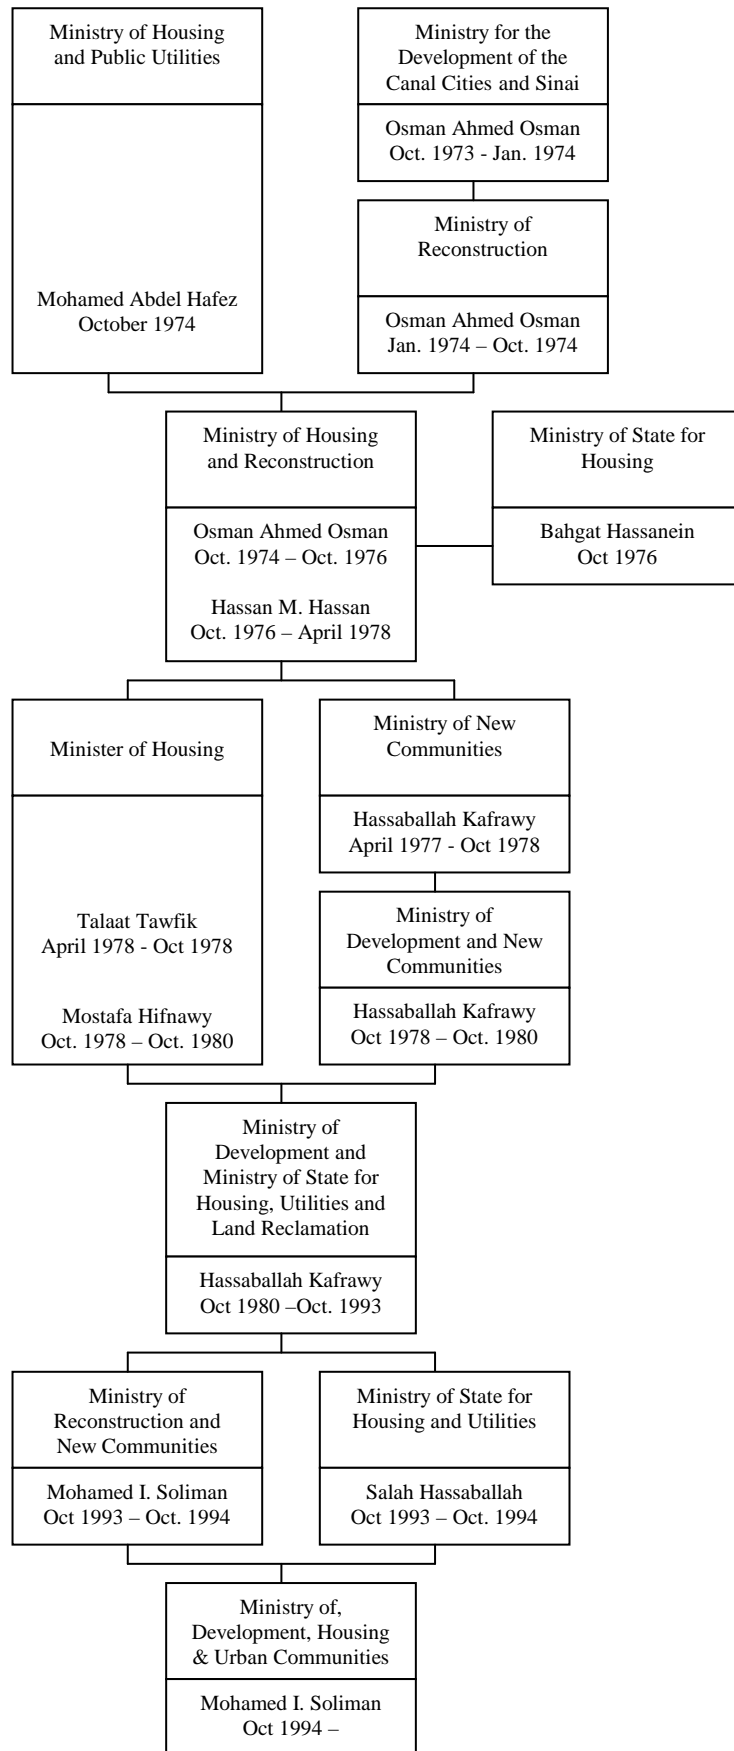 Ministry of Housing
and Public Utilities
Mohamed Abdel Hafez
October 1974
Ministry for the
Development of the
Canal Cities and Sinai
Osman Ahmed Osman
Oct. 1973 - Jan. 1974
Ministry of
Reconstruction
Osman Ahmed Osman
Jan. 1974 – Oct. 1974
Ministry of Housing
and Reconstruction
Osman Ahmed Osman
Oct. 1974 – Oct. 1976
Hassan M. Hassan
Oct. 1976 – April 1978
Ministry of State for
Housing
Bahgat Hassanein
Oct 1976
Minister of Housing
Talaat Tawfik
April 1978 - Oct 1978
Mostafa Hifnawy
Oct. 1978 – Oct. 1980
Ministry of New
Communities
Hassaballah Kafrawy
April 1977 - Oct 1978
Ministry of
Development and New
Communities
Hassaballah Kafrawy
Oct 1978 – Oct. 1980
Ministry of
Development and
Ministry of State for
Housing, Utilities and
Land Reclamation
Hassaballah Kafrawy
Oct 1980 –Oct. 1993
Ministry of
Reconstruction and
New Communities
Mohamed I. Soliman
Oct 1993 – Oct. 1994
Ministry of State for
Housing and Utilities
Salah Hassaballah
Oct 1993 – Oct. 1994
Ministry of,
Development, Housing
& Urban Communities
Mohamed I. Soliman
Oct 1994 –